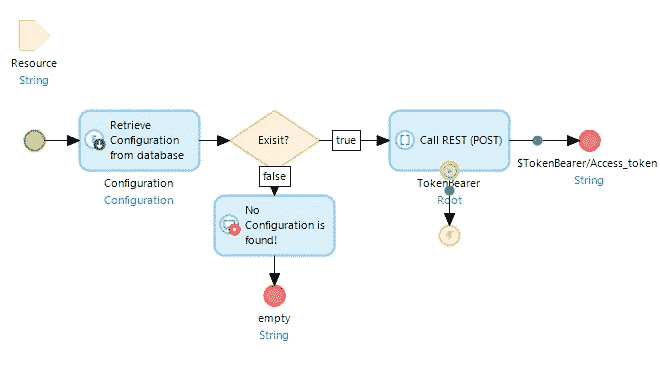 Resource
String
Retrieve
Configuration
from database
Exisit?
true
Call REST (POST)
Configuration
Configuration
false
TokenBearer
Root
$TokenBearer/Access_token
String
No
Configuration is
found!
empty
String